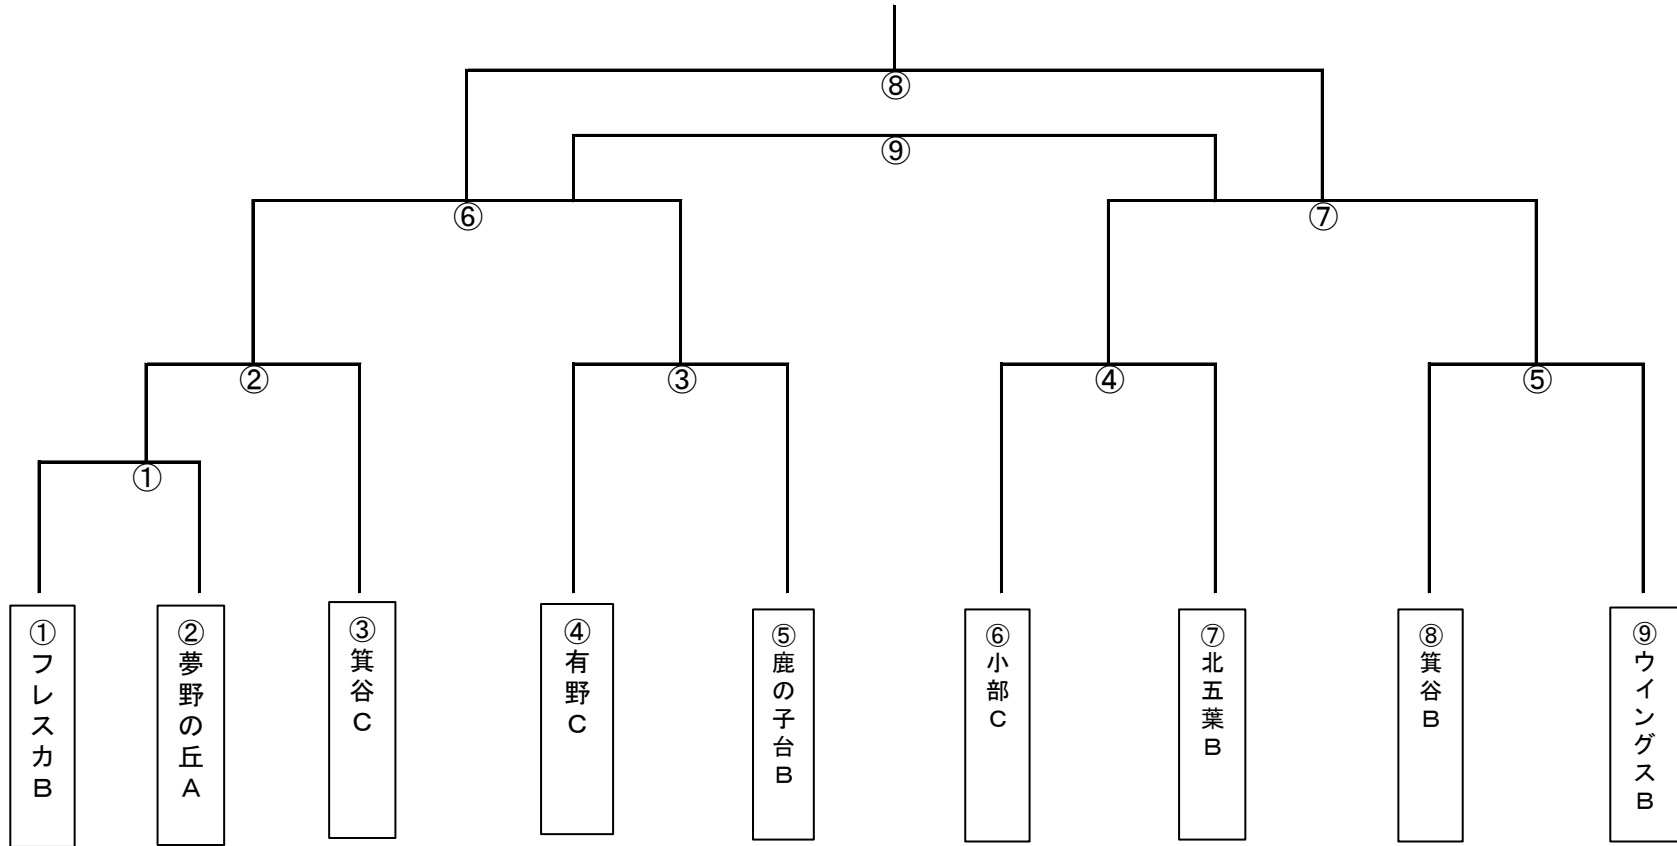 ⑧
⑨
⑥
⑦
②
③
④
⑤
①
①フレスカB
②夢野の丘A
③箕谷C
④有野C
⑤鹿の子台B
⑥小部C
⑦北五葉B
⑧箕谷B
⑨ウイングスB